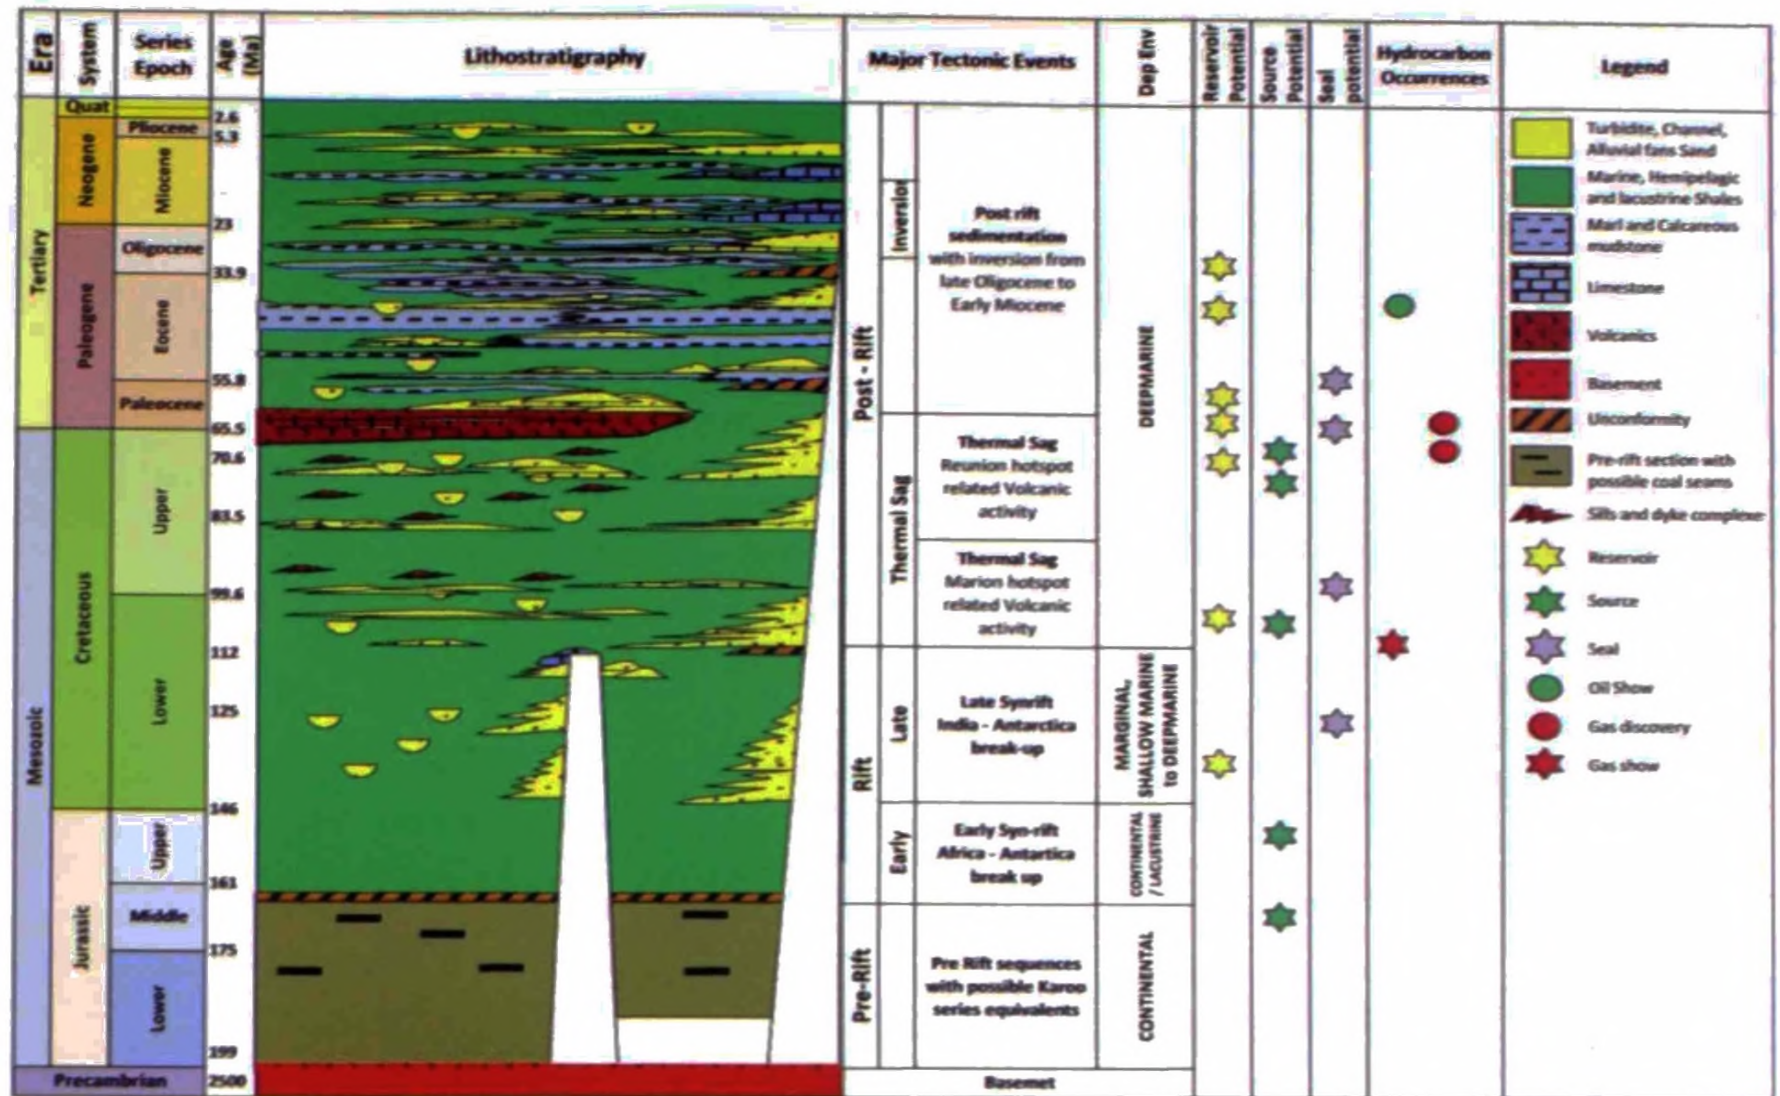 Era
System
Series
Epoch
Age
(Ma)
Lithostratigraphy
Major Tectonic Events
Dep Env
Reservoir
Potential
Source
Potential
Seal
potential
Hydrocarbon
Occurrences
Legend
Tertiary
Mesozoic
Precambrian
Quat
Neogene
Paleogene
Cretaceous
Jurassic
Pliocene
Miocene
Oligocene
Eocene
Paleocene
Upper
Lower
Upper
Middle
Lower
2.6
5.3
23
33.9
55.8
65.5
70.6
83.5
99.6
112
125
146
161
175
199
2500
Post - Rift
Rift
Pre-Rift
Inversion
Thermal Sag
Late
Early
Post rift
sedimentation
with inversion from
late Oligocene to
Early Miocene
Thermal Sag
Reunion hotspot
related Volcanic
activity
Thermal Sag
Marion hotspot
related Volcanic
activity
Late Synrift
India - Antarctica
break-up
Early Syn-rift
Africa - Antartica
break up
Pre Rift sequences
with possible Karoo
series equivalents
Basemet
DEEPMARINE
MARGINAL,
SHALLOW MARINE
to DEEPMARINE
CONTINENTAL
/ LACUSTRINE
CONTINENTAL
Turbidite, Channel,
Alluvial fans Sand
Marine, Hemipelagic
and lacustrine Shales
Marl and Calcareous
mudstone
Limestone
Volcanics
Basement
Unconformity
Pre-rift section with
possible coal seams
Sills and dyke complexe
Reservoir
Source
Seal
Oil Show
Gas discovery
Gas show